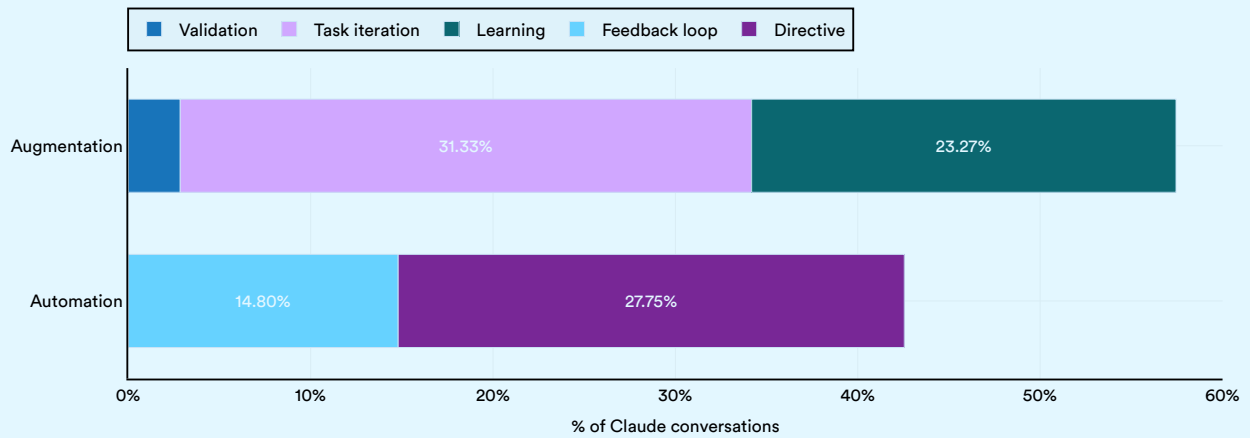 Validation Task iteration Learning Feedback loop Directive
Augmentation 31.33% 23.27%
Automation 14.80% 27.75%
0% 10% 20% 30% 40% 50% 60%
% of Claude conversations